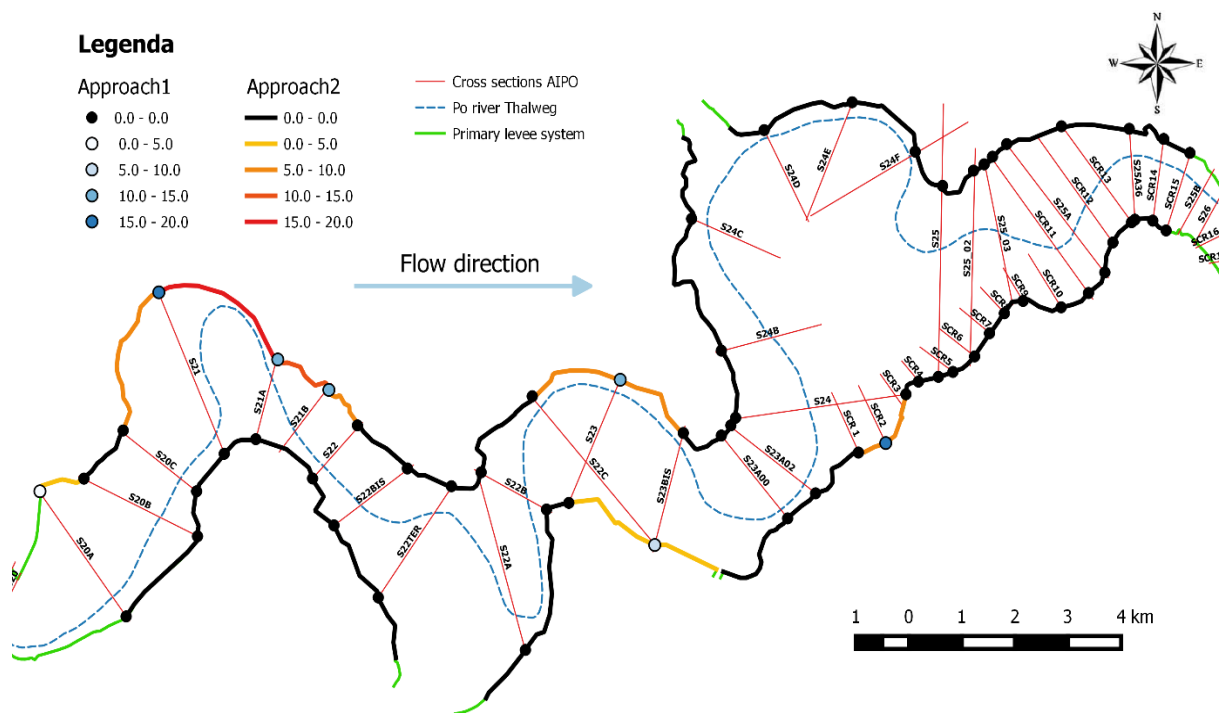 Legenda
Approach1
0.0 - 0.0
0.0 - 5.0
5.0 - 10.0
10.0 - 15.0
15.0 - 20.0
Approach2
0.0 - 0.0
0.0 - 5.0
5.0 - 10.0
10.0 - 15.0
15.0 - 20.0
Cross sections AIPO
Po river Thalweg
Primary levee system
N
W
E
S
Flow direction
S20A
S20B
S20C
S21
S21A
S21B
S22
S22BIS
S22TER
S22A
S22B
S22C
S23
S23BIS
S23A00
S23A02
S24
S24B
S24C
S24D
S24E
S24F
SCR 1
SCR2
SCR3
SCR4
SCR5
SCR6
SCR7
SCR9
SCR10
S25
S25_02
S25_03
SCR11
S25A
SCR12
SCR13
S25A36
SCR14
SCR15
S25B
S26
SCR16
1 0 1 2 3 4 km